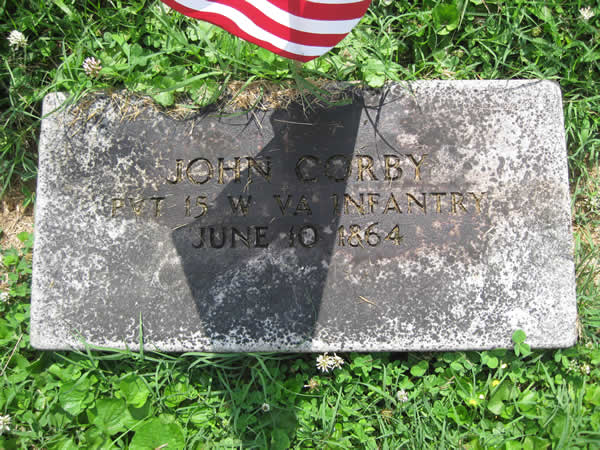 JOHN CORBY
PVT 15 W VA INFANTRY
JUNE 10 1864